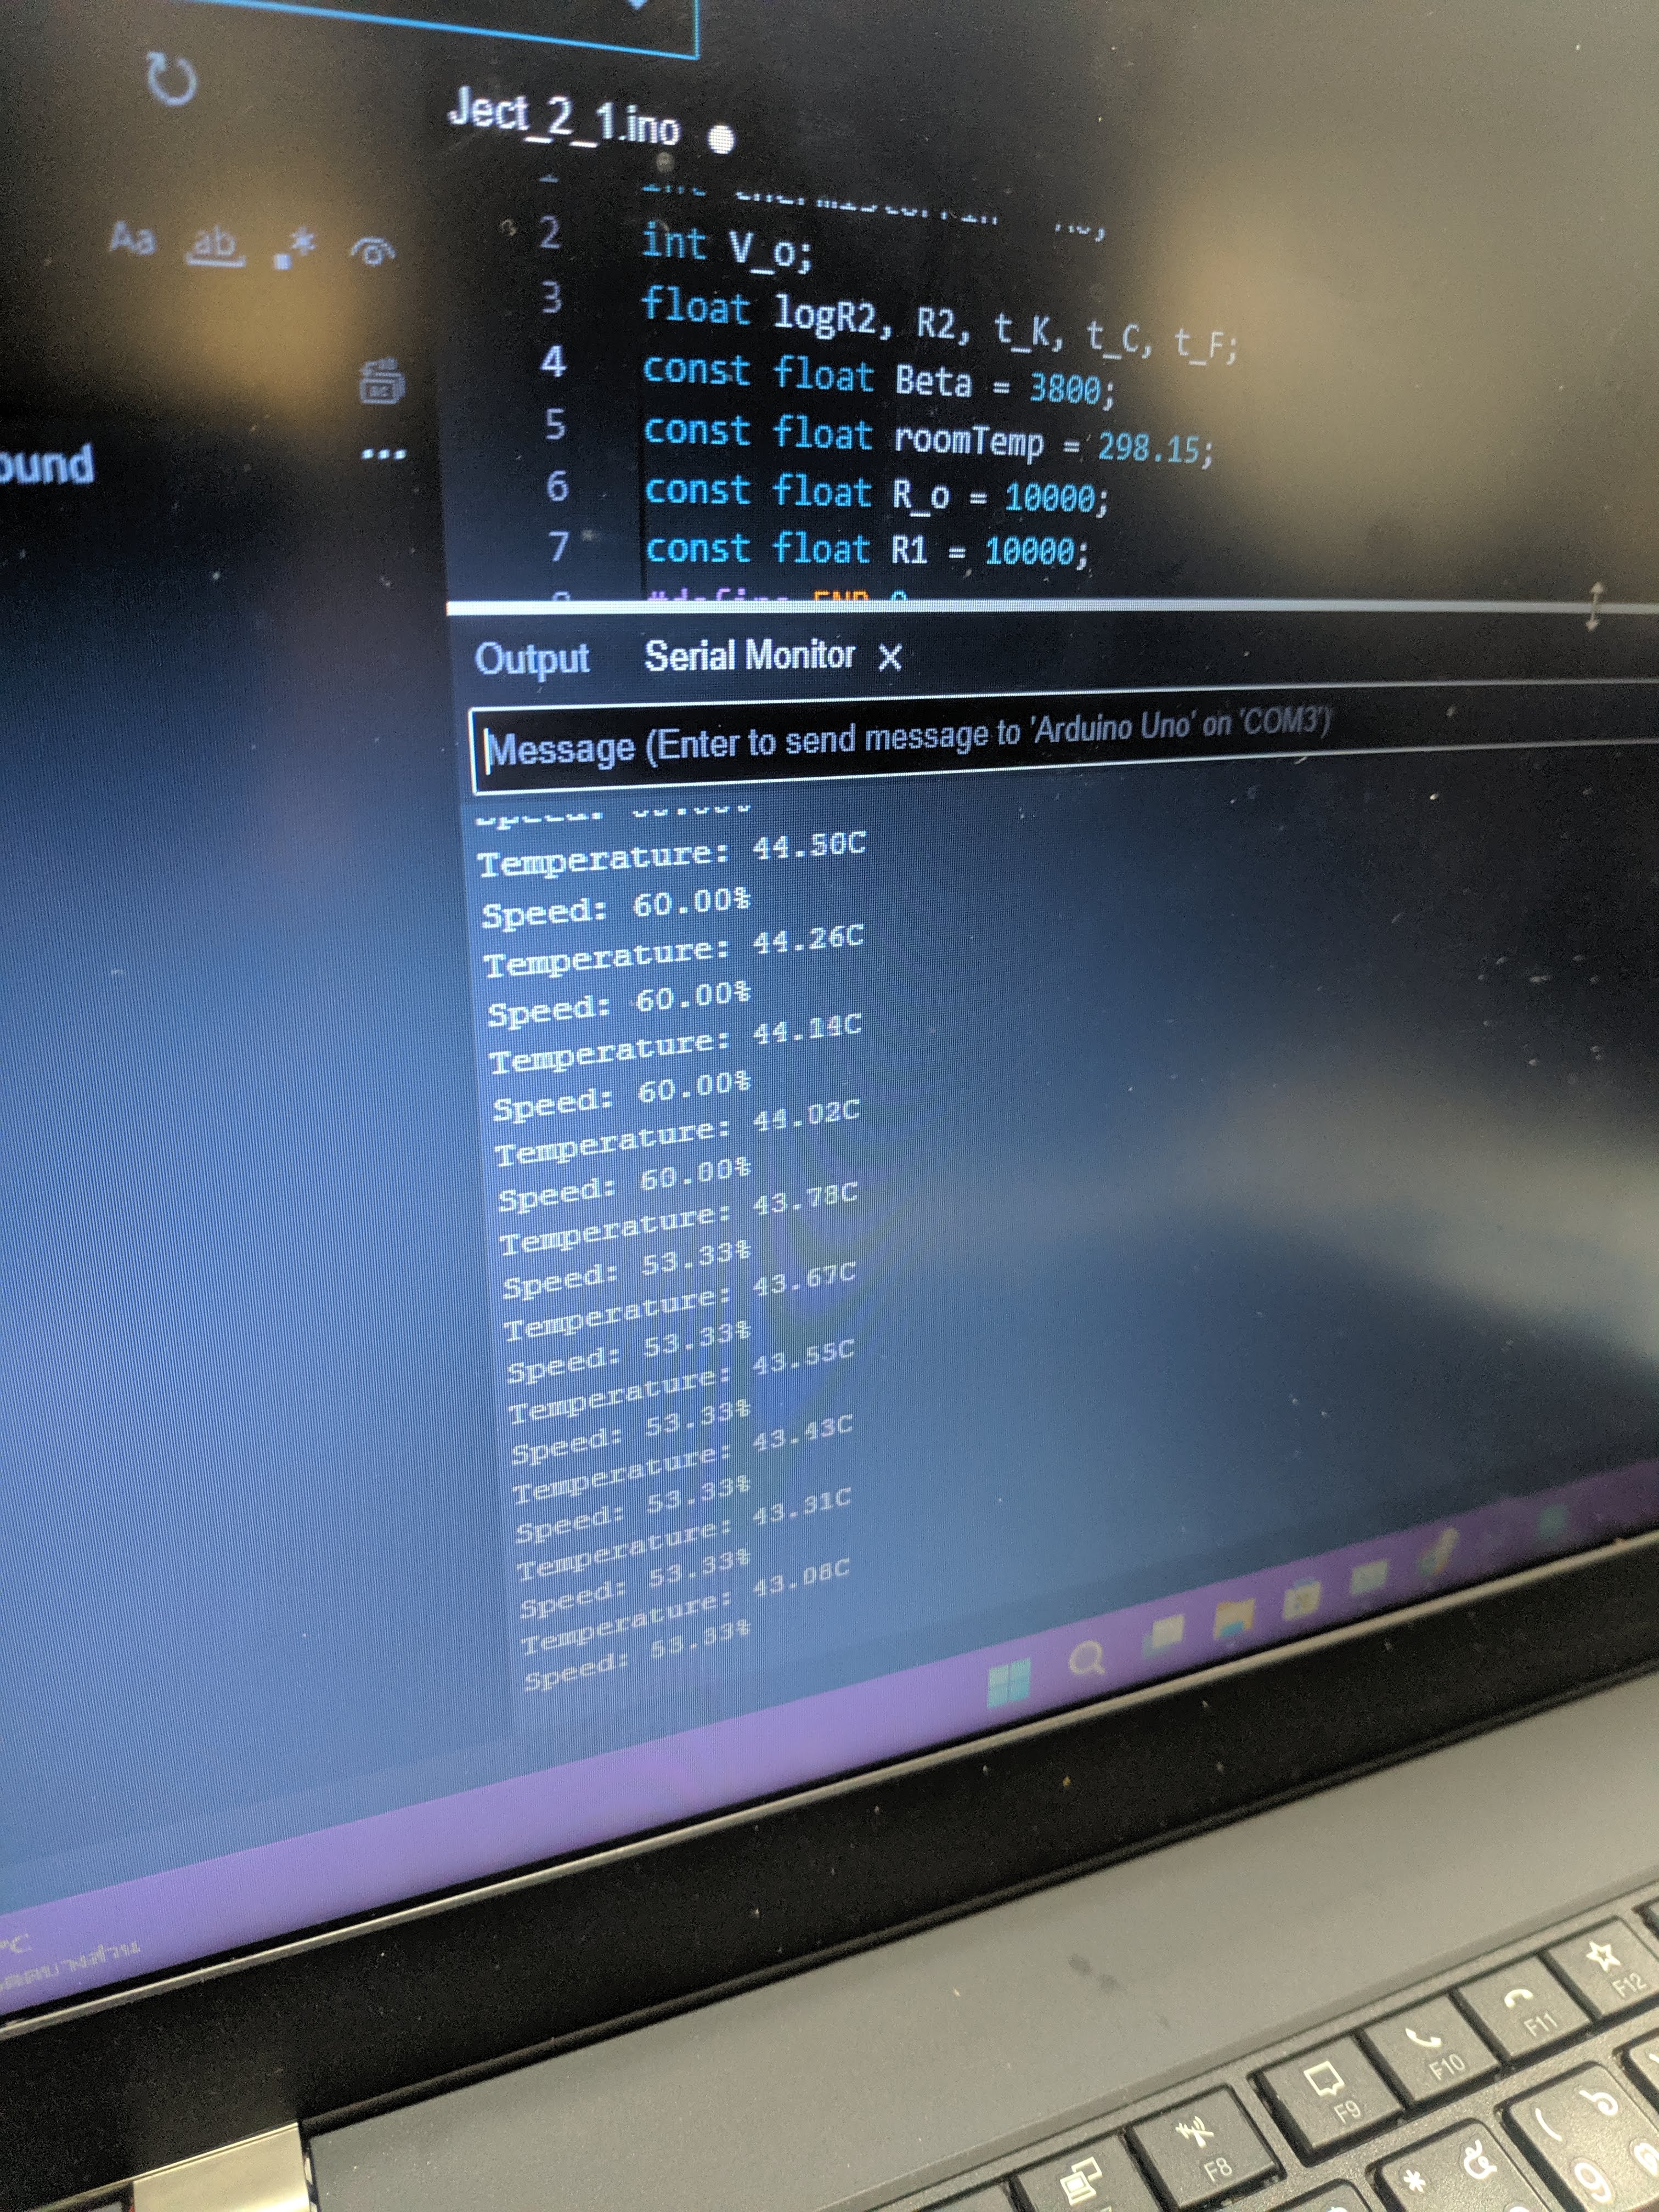 Ject_2_1.ino
Aa ab
2 int V_o;
3 float logR2, R2, t_K, t_C, t_F;
4 const float Beta = 3800;
5 const float roomTemp = 298.15;
ound
6 const float R_o = 10000;
7 const float R1 = 10000;
Output Serial Monitor
Message (Enter to send message to 'Arduino Uno' on 'COM3')
Temperature: 44.50C
Speed: 60.00%
Temperature: 44.26C
Speed: 60.00%
Temperature: 44.14C
Speed: 60.00%
Temperature: 44.02C
Speed: 60.00%
Temperature: 43.78C
Speed: 53.33%
Temperature: 43.67C
Speed: 53.33%
Temperature: 43.55C
Speed: 53.33%
Temperature: 43.43C
Speed: 53.33%
Temperature: 43.31C
Speed: 53.33%
Temperature: 43.08C
Speed: 53.33%
°C
F8 F9 F10 F11 F12